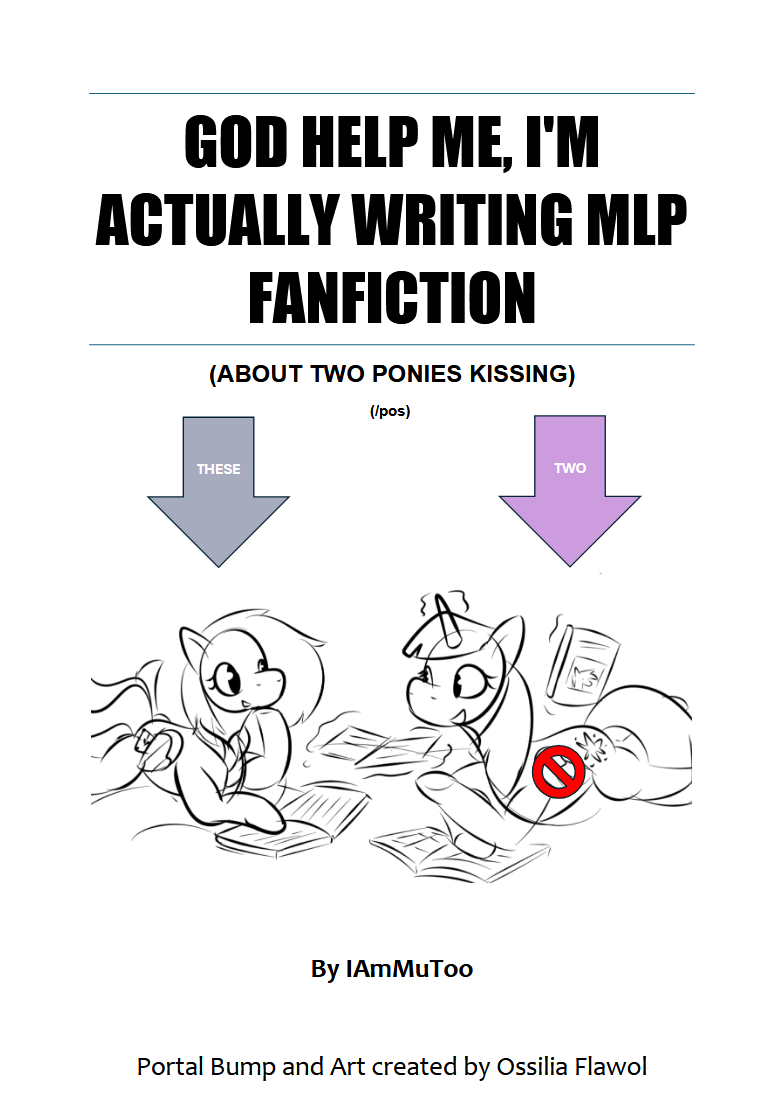 GOD HELP ME, I'M
ACTUALLY WRITING MLP
FANFICTION
(ABOUT TWO PONIES KISSING)
(/pos)
THESE
TWO
By IAmMuToo
Portal Bump and Art created by Ossilia Flawol